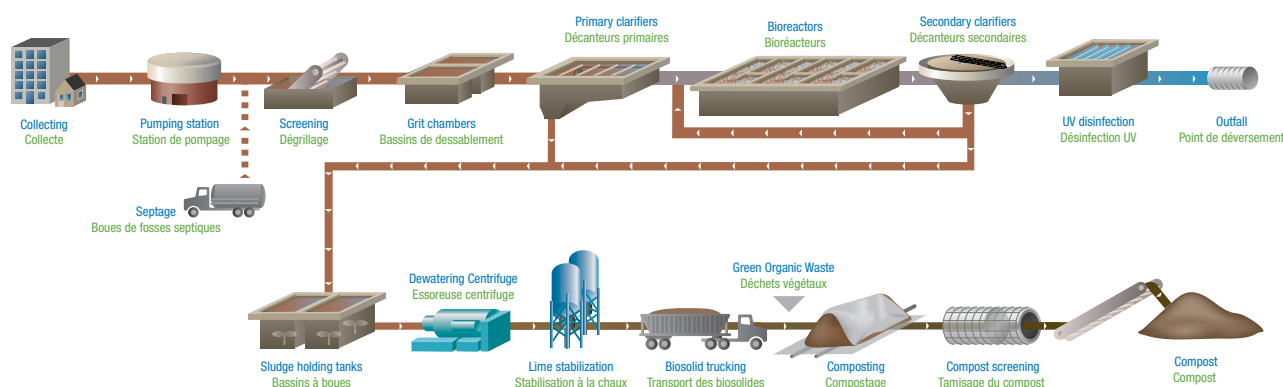 Primary clarifiers
Décanteurs primaires
Bioreactors
Bioréacteurs
Secondary clarifiers
Décanteurs secondaires
Collecting
Collecte
Pumping station
Station de pompage
Screening
Dégrillage
Grit chambers
Bassins de dessablement
UV disinfection
Désinfection UV
Outfall
Point de déversement
Septage
Boues de fosses septiques
Dewatering Centrifuge
Essoreuse centrifuge
Green Organic Waste
Déchets végétaux
Sludge holding tanks
Bassins à boues
Lime stabilization
Stabilisation à la chaux
Biosolid trucking
Transport des biosolides
Composting
Compostage
Compost screening
Tamisage du compost
Compost
Compost